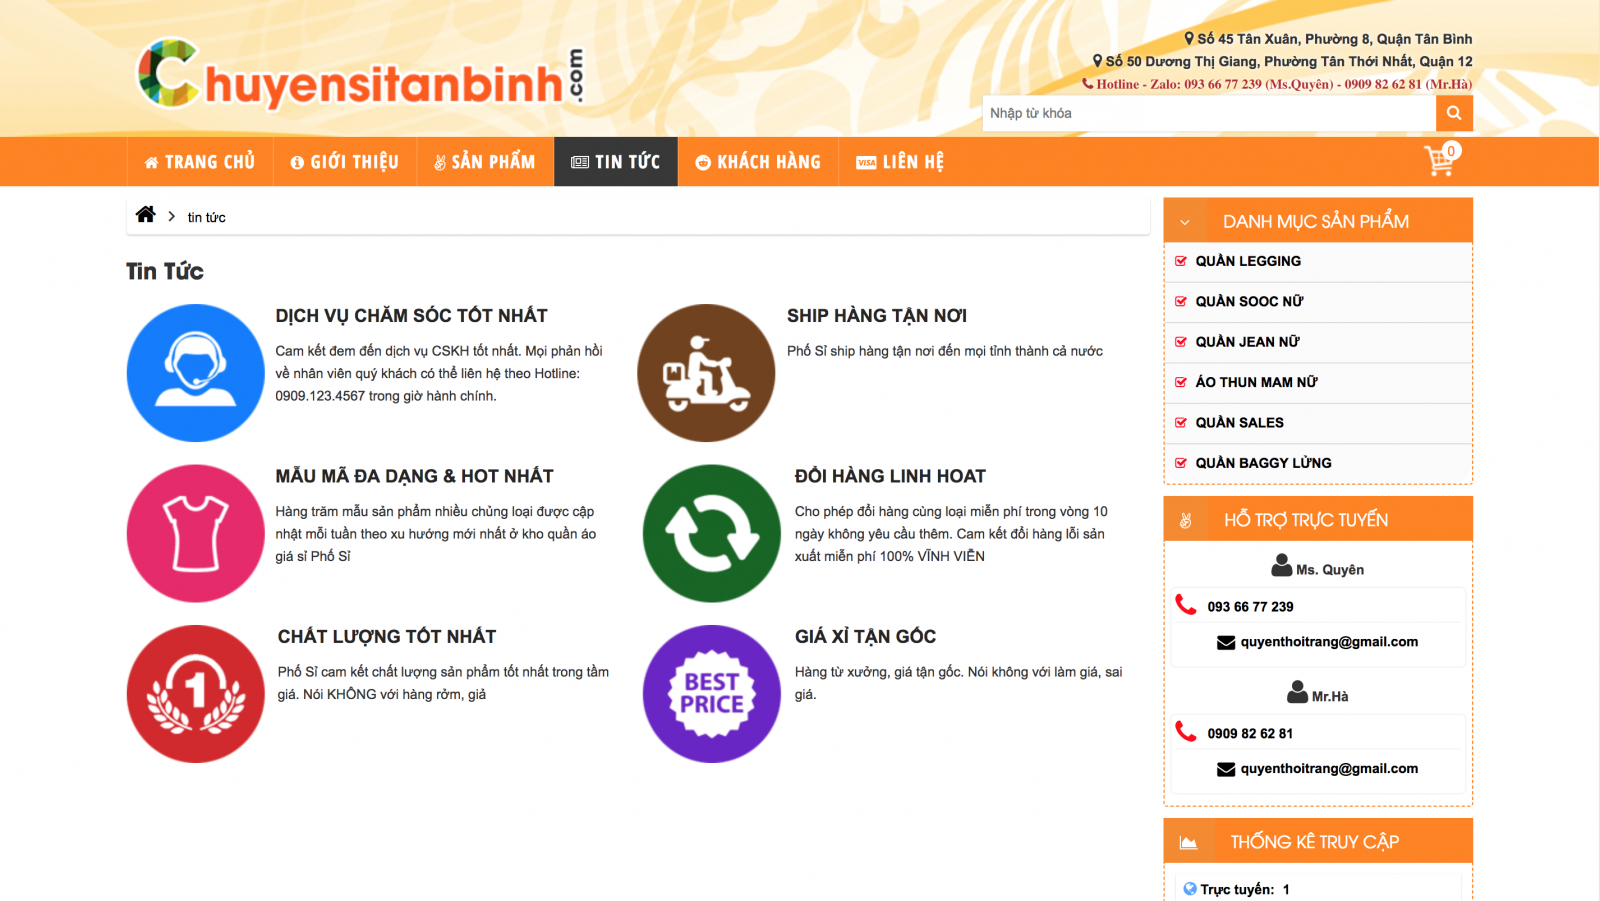 Chuyensitanbinh.com
Số 45 Tân Xuân, Phường 8, Quận Tân Bình
Số 50 Dương Thị Giang, Phường Tân Thới Nhất, Quận 12
Hotline - Zalo: 093 66 77 239 (Ms.Quyên) - 0909 82 62 81 (Mr.Hà)
Nhập từ khóa
TRANG CHỦ
GIỚI THIỆU
SẢN PHẨM
TIN TỨC
KHÁCH HÀNG
VISA LIÊN HỆ
0
tin tức
Tin Tức
DỊCH VỤ CHĂM SÓC TỐT NHẤT
Cam kết đem đến dịch vụ CSKH tốt nhất. Mọi phản hồi
về nhân viên quý khách có thể liên hệ theo Hotline:
0909.123.4567 trong giờ hành chính.
SHIP HÀNG TẬN NƠI
Phố Sỉ ship hàng tận nơi đến mọi tỉnh thành cả nước
MẪU MÃ ĐA DẠNG & HOT NHẤT
Hàng trăm mẫu sản phẩm nhiều chủng loại được cập
nhật mỗi tuần theo xu hướng mới nhất ở kho quần áo
giá sỉ Phố Sỉ
ĐỔI HÀNG LINH HOẠT
Cho phép đổi hàng cùng loại miễn phí trong vòng 10
ngày không yêu cầu thêm. Cam kết đổi hàng lỗi sản
xuất miễn phí 100% VĨNH VIỄN
1
CHẤT LƯỢNG TỐT NHẤT
Phố Sỉ cam kết chất lượng sản phẩm tốt nhất trong tầm
giá. Nói KHÔNG với hàng rởm, giả
BEST
PRICE
GIÁ XỈ TẬN GỐC
Hàng từ xưởng, giá tận gốc. Nói không với làm giá, sai
giá.
DANH MỤC SẢN PHẨM
QUẦN LEGGING
QUẦN SOOC NỮ
QUẦN JEAN NỮ
ÁO THUN MAM NỮ
QUẦN SALES
QUẦN BAGGY LỬNG
HỖ TRỢ TRỰC TUYẾN
Ms. Quyên
093 66 77 239
quyenthoitrang@gmail.com
Mr.Hà
0909 82 62 81
quyenthoitrang@gmail.com
THỐNG KÊ TRUY CẬP
Trực tuyến: 1